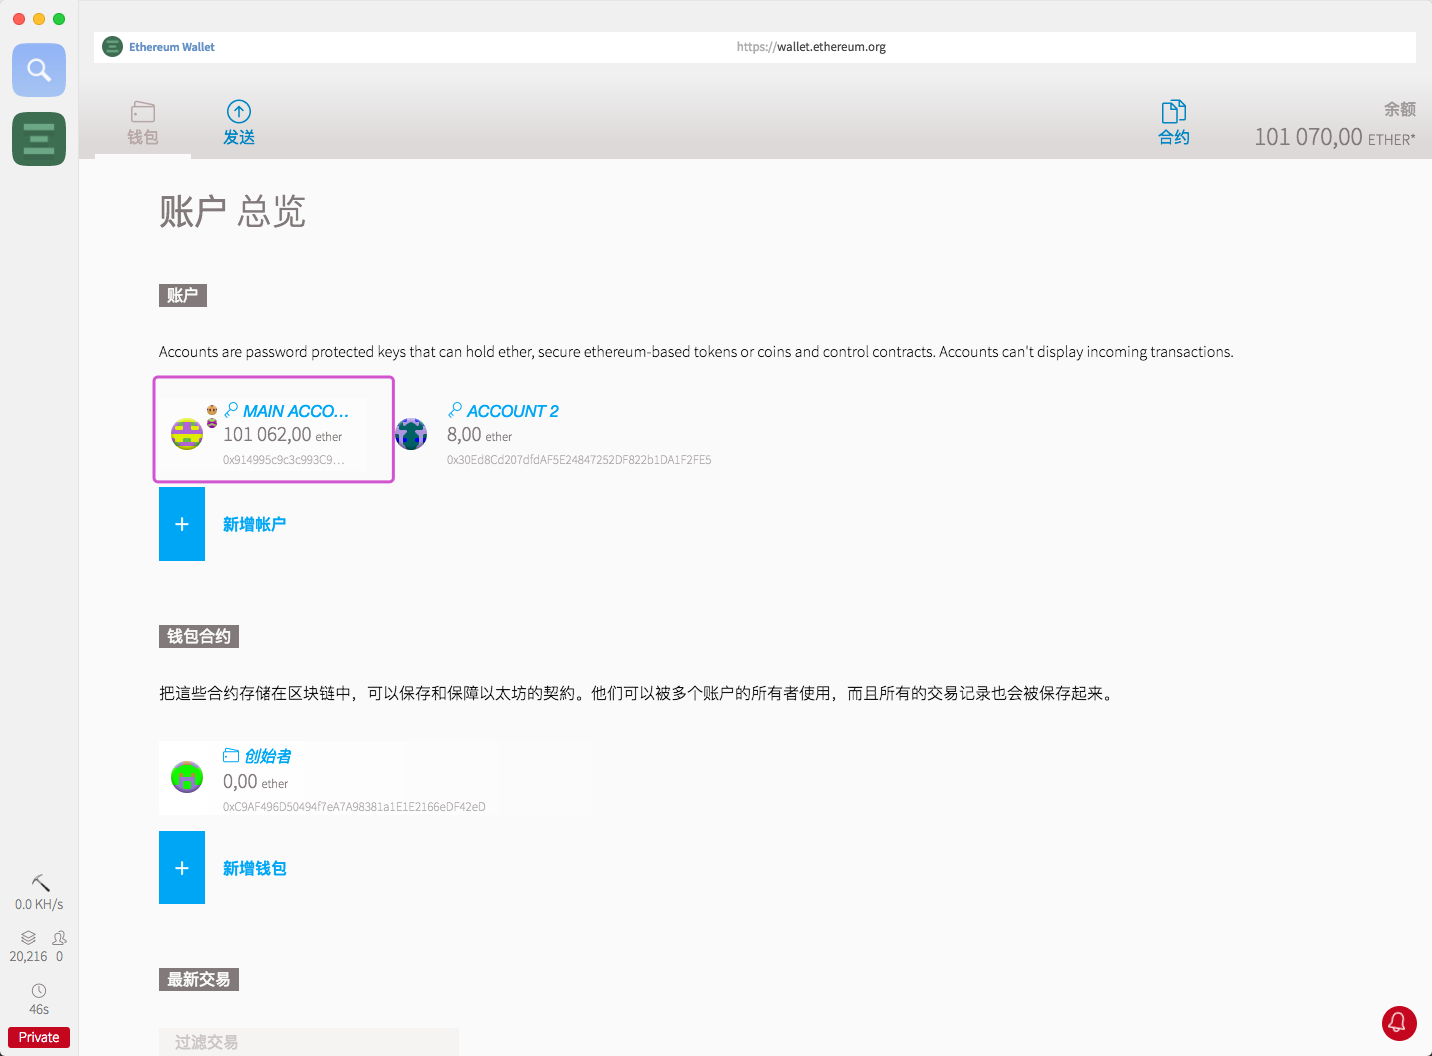 Ethereum Wallet
https://wallet.ethereum.org
钱包
发送
合约
余额
101 070,00 ETHER*
账户 总览
账户
Accounts are password protected keys that can hold ether, secure ethereum-based tokens or coins and control contracts. Accounts can't display incoming transactions.
MAIN ACCO...
101 062,00 ether
0x914995c9c3c993C9...
ACCOUNT 2
8,00 ether
0x30Ed8Cd207dfdAF5E24847252DF822b1DA1F2FE5
新增帐户
钱包合约
把這些合约存储在区块链中，可以保存和保障以太坊的契約。他们可以被多个账户的所有者使用，而且所有的交易记录也会被保存起来。
创始者
0,00 ether
0xC9AF496D50494f7eA7A98381a1E1E2166eDF42eD
新增钱包
最新交易
过滤交易
0.0 KH/s
20,216 0
46s
Private